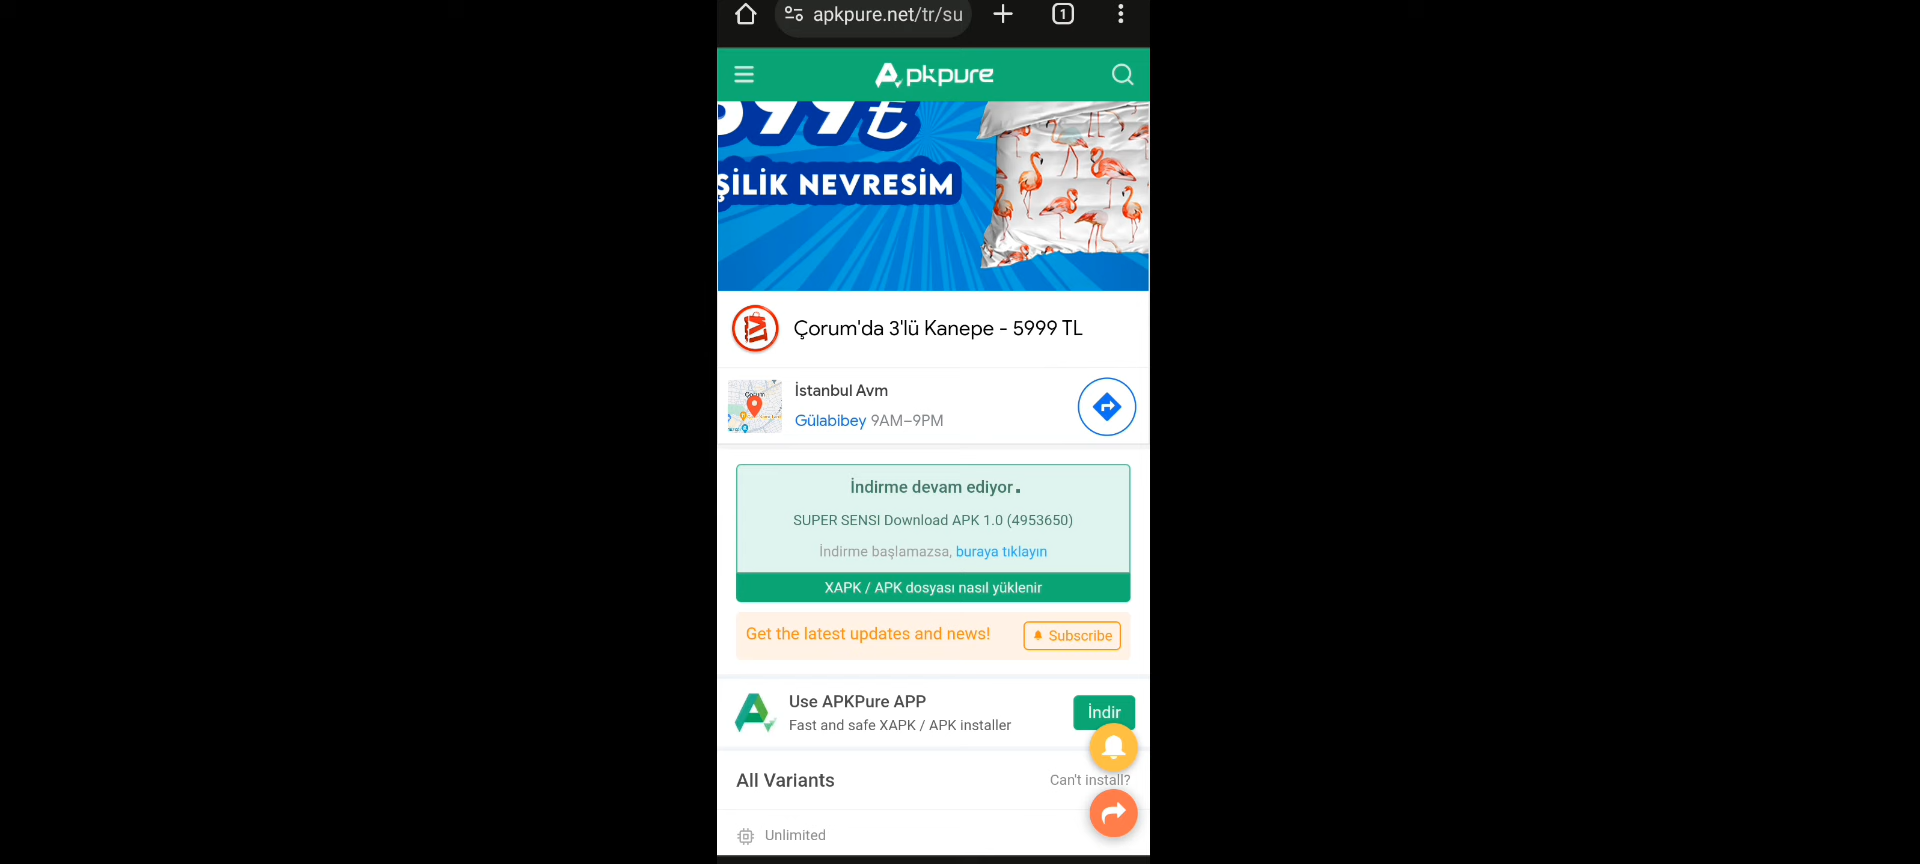 apkpure.net/tr/su
1
Apkpure
ŞİLİK NEVRESİM
Çorum'da 3'lü Kanepe - 5999 TL
İstanbul Avm
Gülabibey 9AM–9PM
İndirme devam ediyor.
SUPER SENSI Download APK 1.0 (4953650)
İndirme başlamazsa, buraya tıklayın
XAPK / APK dosyası nasıl yüklenir
Get the latest updates and news!
Subscribe
Use APKPure APP
Fast and safe XAPK / APK installer
İndir
All Variants
Can't install?
Unlimited